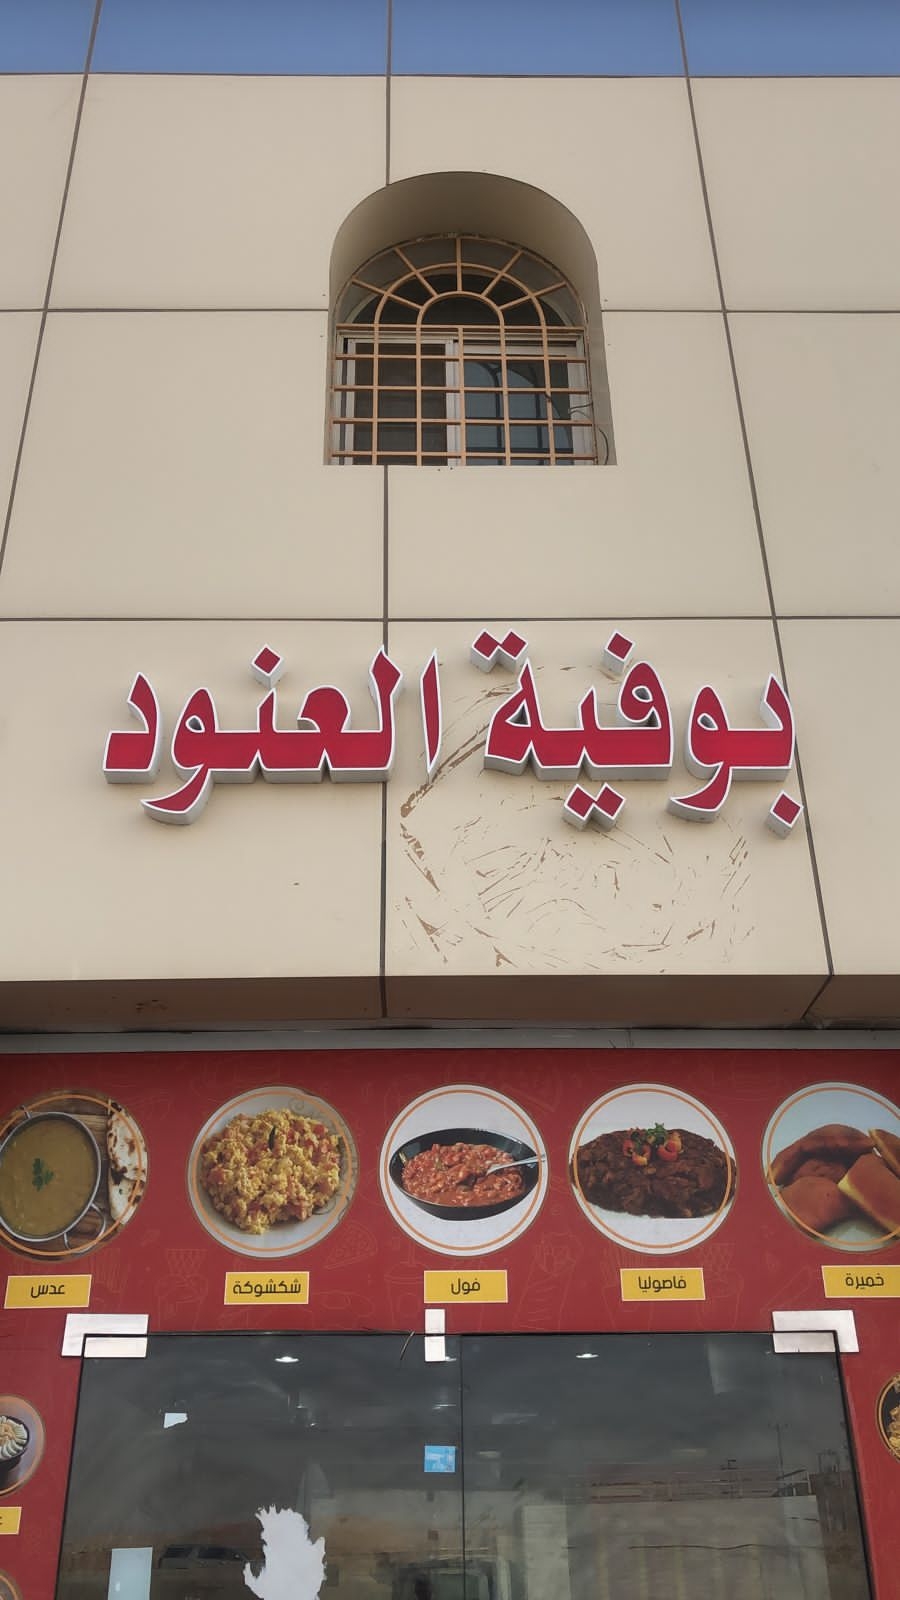 بوفية العنود
خميرة
فاصوليا
فول
شكشوكة
عدس